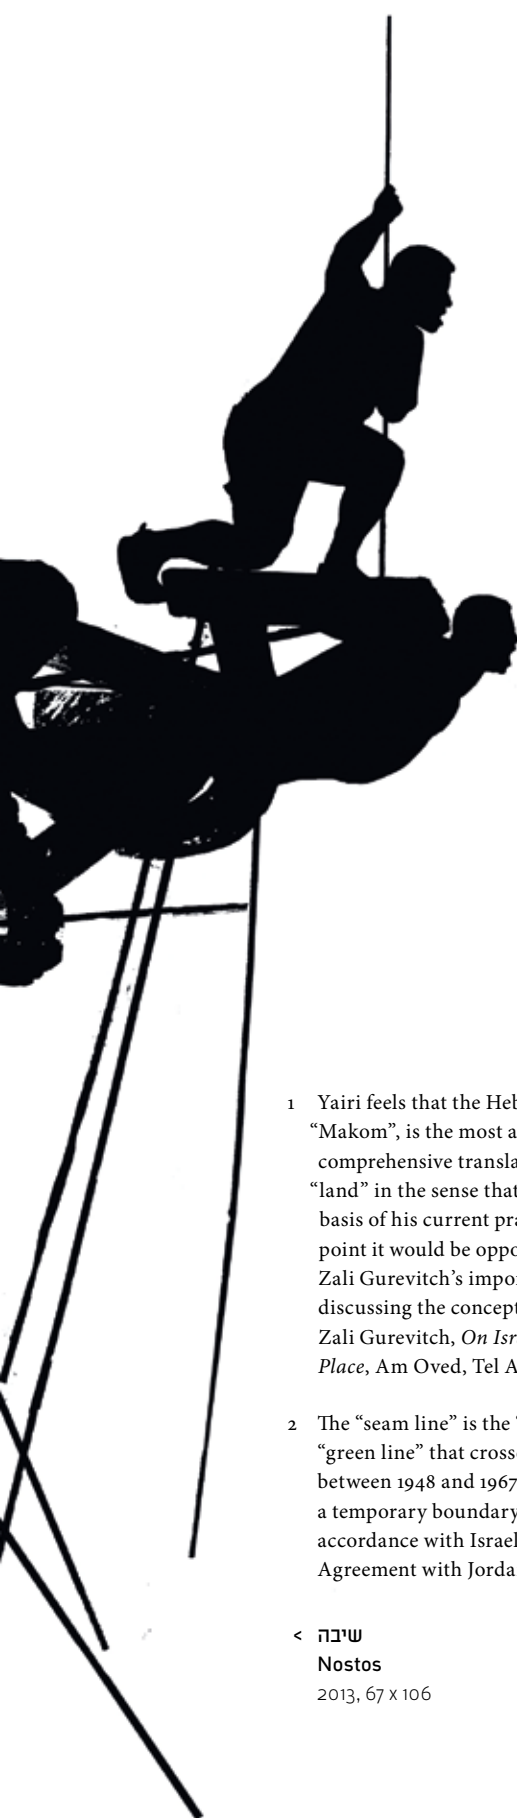 1 Yairi feels that the Heb
“Makom”, is the most a
comprehensive transla
“land” in the sense that
basis of his current pra
point it would be oppo
Zali Gurevitch’s impor
discussing the concept
Zali Gurevitch, On Isr
Place, Am Oved, Tel A
2 The “seam line” is the “
“green line” that cross
between 1948 and 1967
a temporary boundary
accordance with Israel
Agreement with Jorda
< שיבה
Nostos
2013, 67 x 106